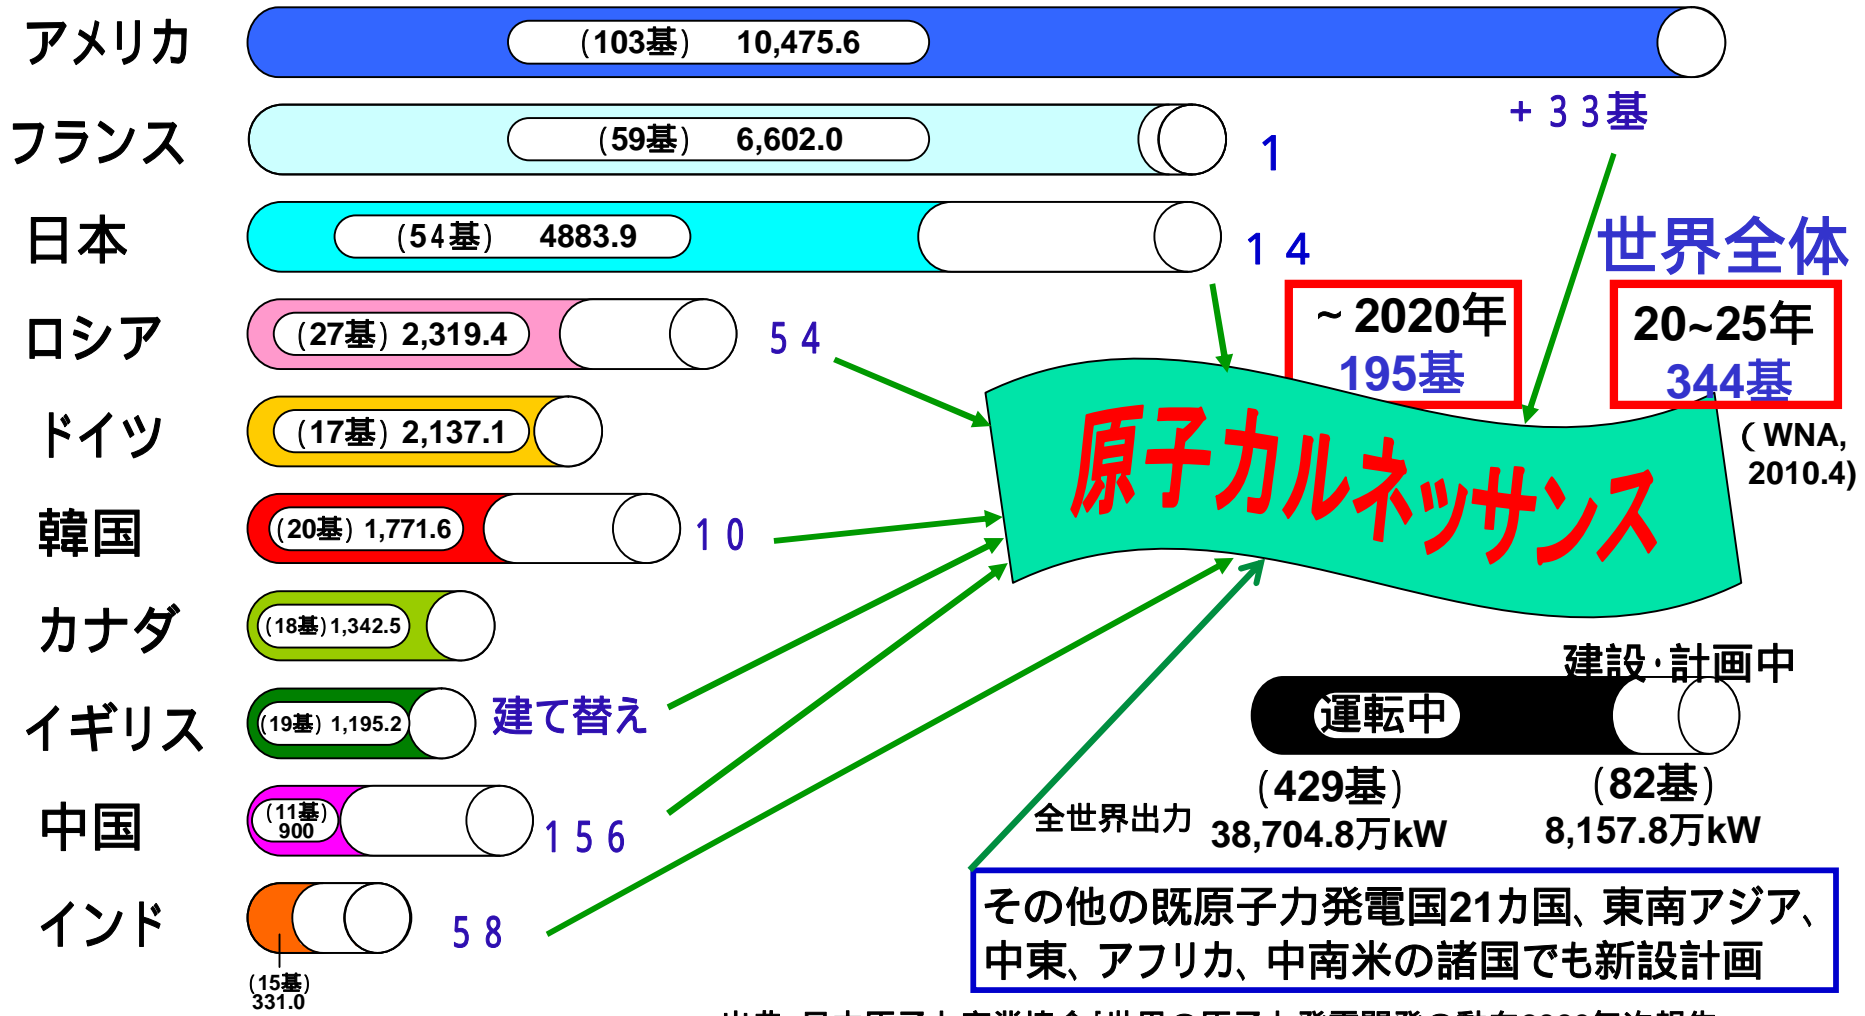 アメリカ (103基) 10,475.6
+33基
フランス (59基) 6,602.0 1
日本 (54基) 4883.9 14
ロシア (27基) 2,319.4 54
ドイツ (17基) 2,137.1
韓国 (20基) 1,771.6 10
カナダ (18基) 1,342.5
イギリス (19基) 1,195.2 建て替え
中国 (11基) 900 156
インド 58
(15基)
331.0
世界全体
~2020年
195基
20~25年
344基
(WNA,
2010.4)
原子力ルネッサンス
建設・計画中
運転中
(429基) (82基)
全世界出力 38,704.8万kW 8,157.8万kW
その他の既原子力発電国21カ国、東南アジア、
中東、アフリカ、中南米の諸国でも新設計画